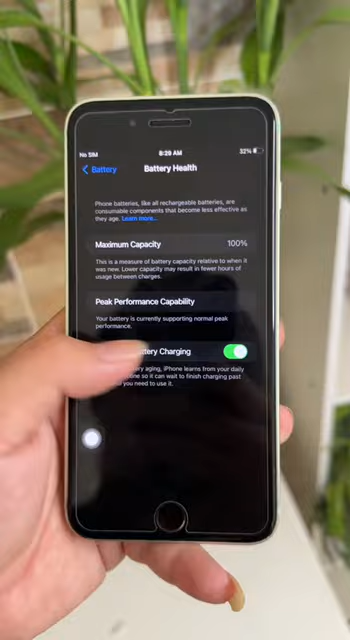 No SIM
8:29 AM
32%
Battery
Battery Health
Phone batteries, like all rechargeable batteries, are
consumable components that become less effective as
they age. Learn more...
Maximum Capacity 100%
This is a measure of battery capacity relative to when it
was new. Lower capacity may result in fewer hours of
usage between charges.
Peak Performance Capability
Your battery is currently supporting normal peak
performance.
ttery Charging
ery aging, iPhone learns from your daily
ine so it can wait to finish charging past
you need to use it.